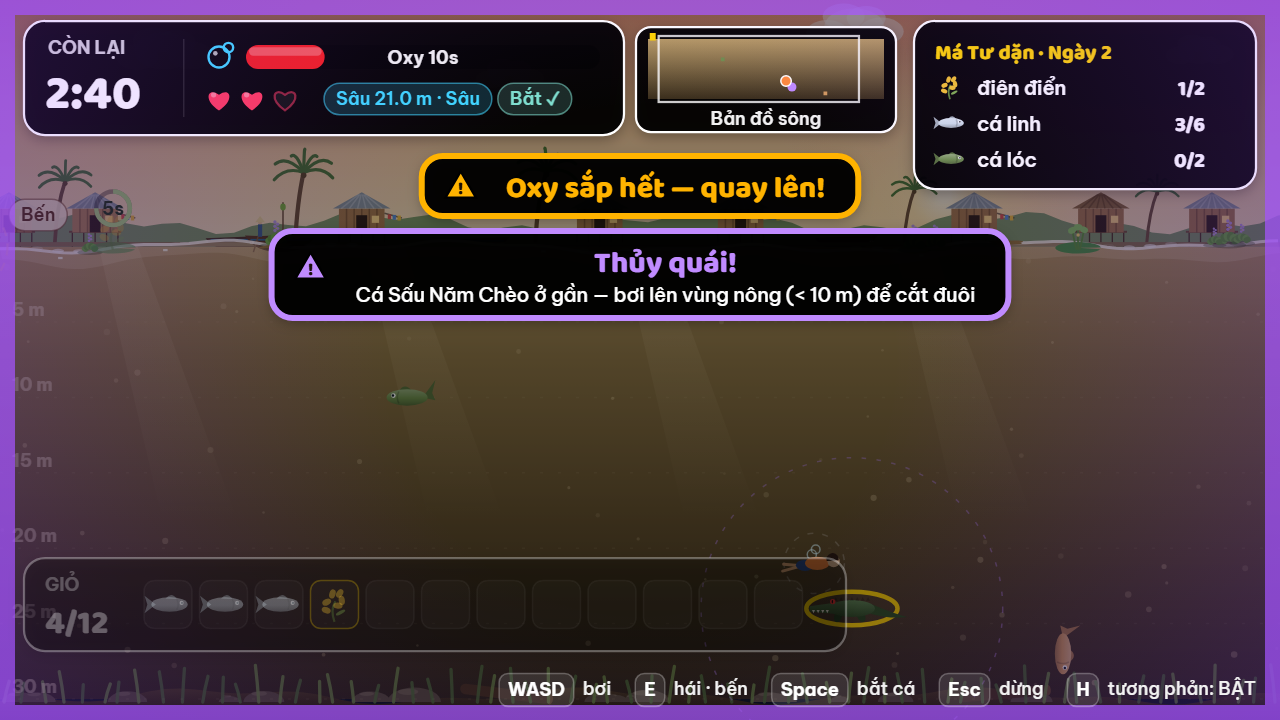 CÒN LẠI
2:40
Oxy 10s
Sâu 21.0 m · Sâu
Bắt ✓
Bản đồ sông
Má Tư dặn · Ngày 2
điên điển 1/2
cá linh 3/6
cá lóc 0/2
Oxy sắp hết — quay lên!
Bến
5s
Thủy quái!
Cá Sấu Năm Chèo ở gần — bơi lên vùng nông (< 10 m) để cắt đuôi
5 m
10 m
15 m
20 m
GIỎ
25 m
4/12
30 m
WASD bơi E hái · bến Space bắt cá Esc dừng H tương phản: BẬT